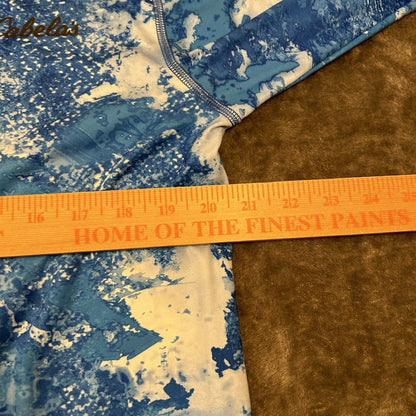 Cabela's
16 17 18 19 20 21 22 23 24
HOME OF THE FINEST PAINTS